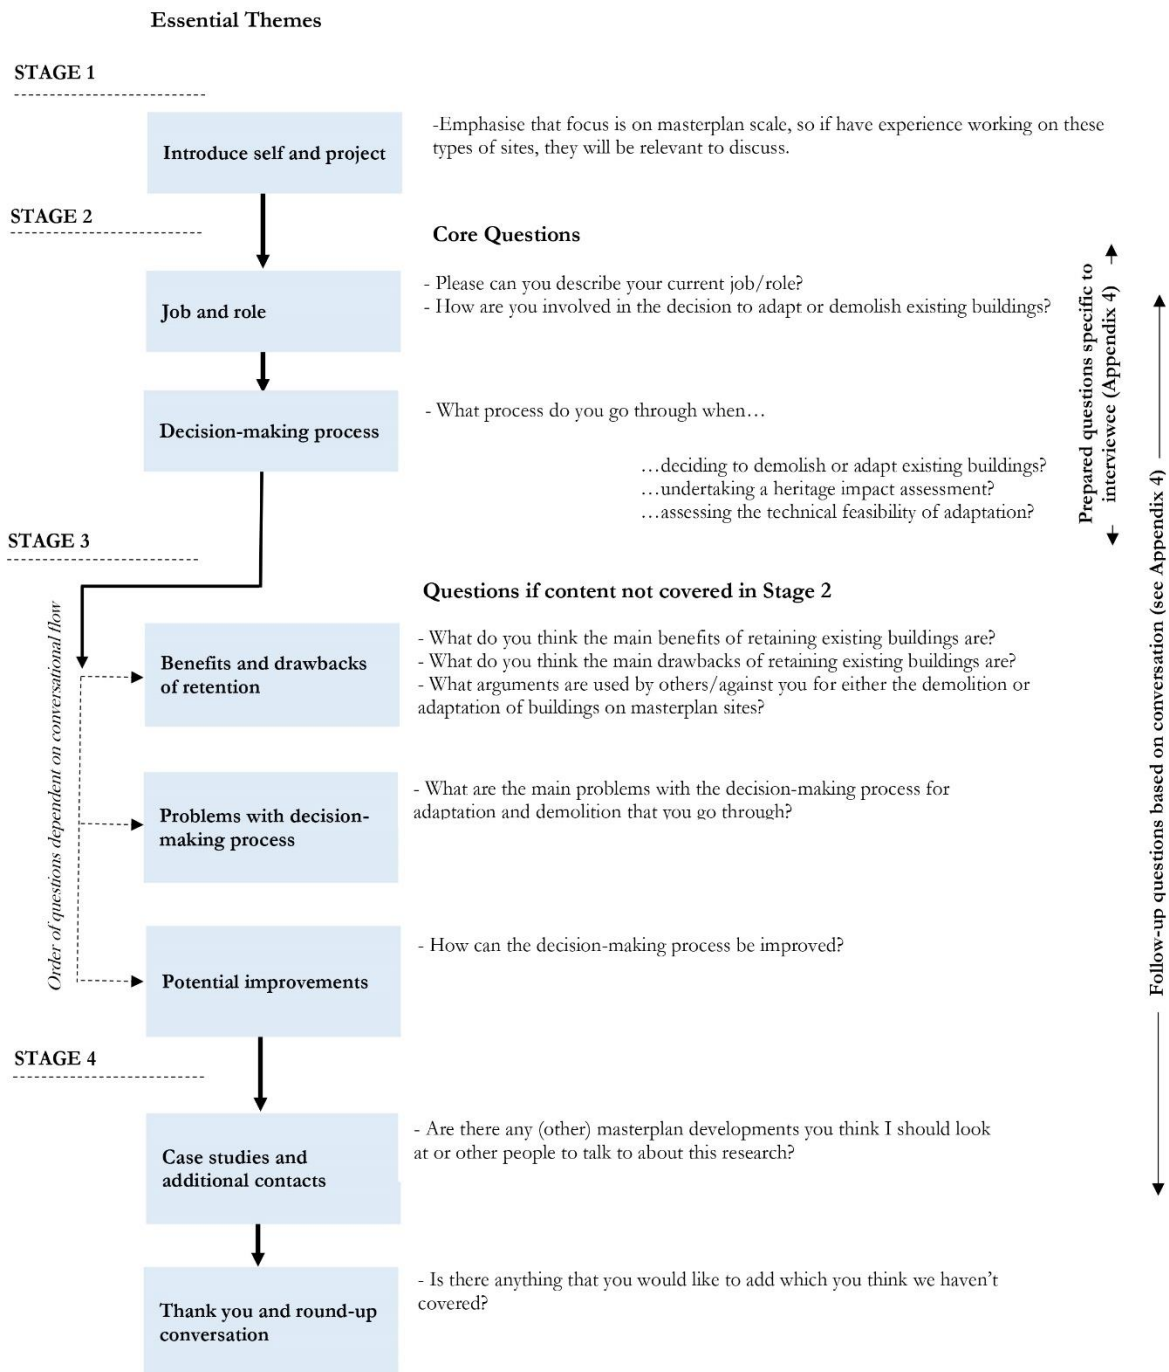 Essential Themes
STAGE 1
Introduce self and project
-Emphasise that focus is on masterplan scale, so if have experience working on these
types of sites, they will be relevant to discuss.
STAGE 2
Core Questions
Job and role
- Please can you describe your current job/role?
- How are you involved in the decision to adapt or demolish existing buildings?
Decision-making process
- What process do you go through when…
…deciding to demolish or adapt existing buildings?
…undertaking a heritage impact assessment?
…assessing the technical feasibility of adaptation?
Prepared questions specific to
interviewee (Appendix 4)
Follow-up questions based on conversation (see Appendix 4)
STAGE 3
Questions if content not covered in Stage 2
Order of questions dependent on conversational flow
Benefits and drawbacks
of retention
- What do you think the main benefits of retaining existing buildings are?
- What do you think the main drawbacks of retaining existing buildings are?
- What arguments are used by others/against you for either the demolition or
adaptation of buildings on masterplan sites?
Problems with decision-
making process
- What are the main problems with the decision-making process for
adaptation and demolition that you go through?
Potential improvements
- How can the decision-making process be improved?
STAGE 4
Case studies and
additional contacts
- Are there any (other) masterplan developments you think I should look
at or other people to talk to about this research?
Thank you and round-up
conversation
- Is there anything that you would like to add which you think we haven't
covered?